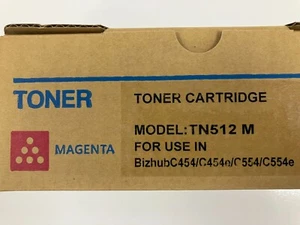 TONER
MAGENTA
TONER CARTRIDGE
MODEL:TN512 M
FOR USE IN
BizhubC454/C454e/C554/C554e